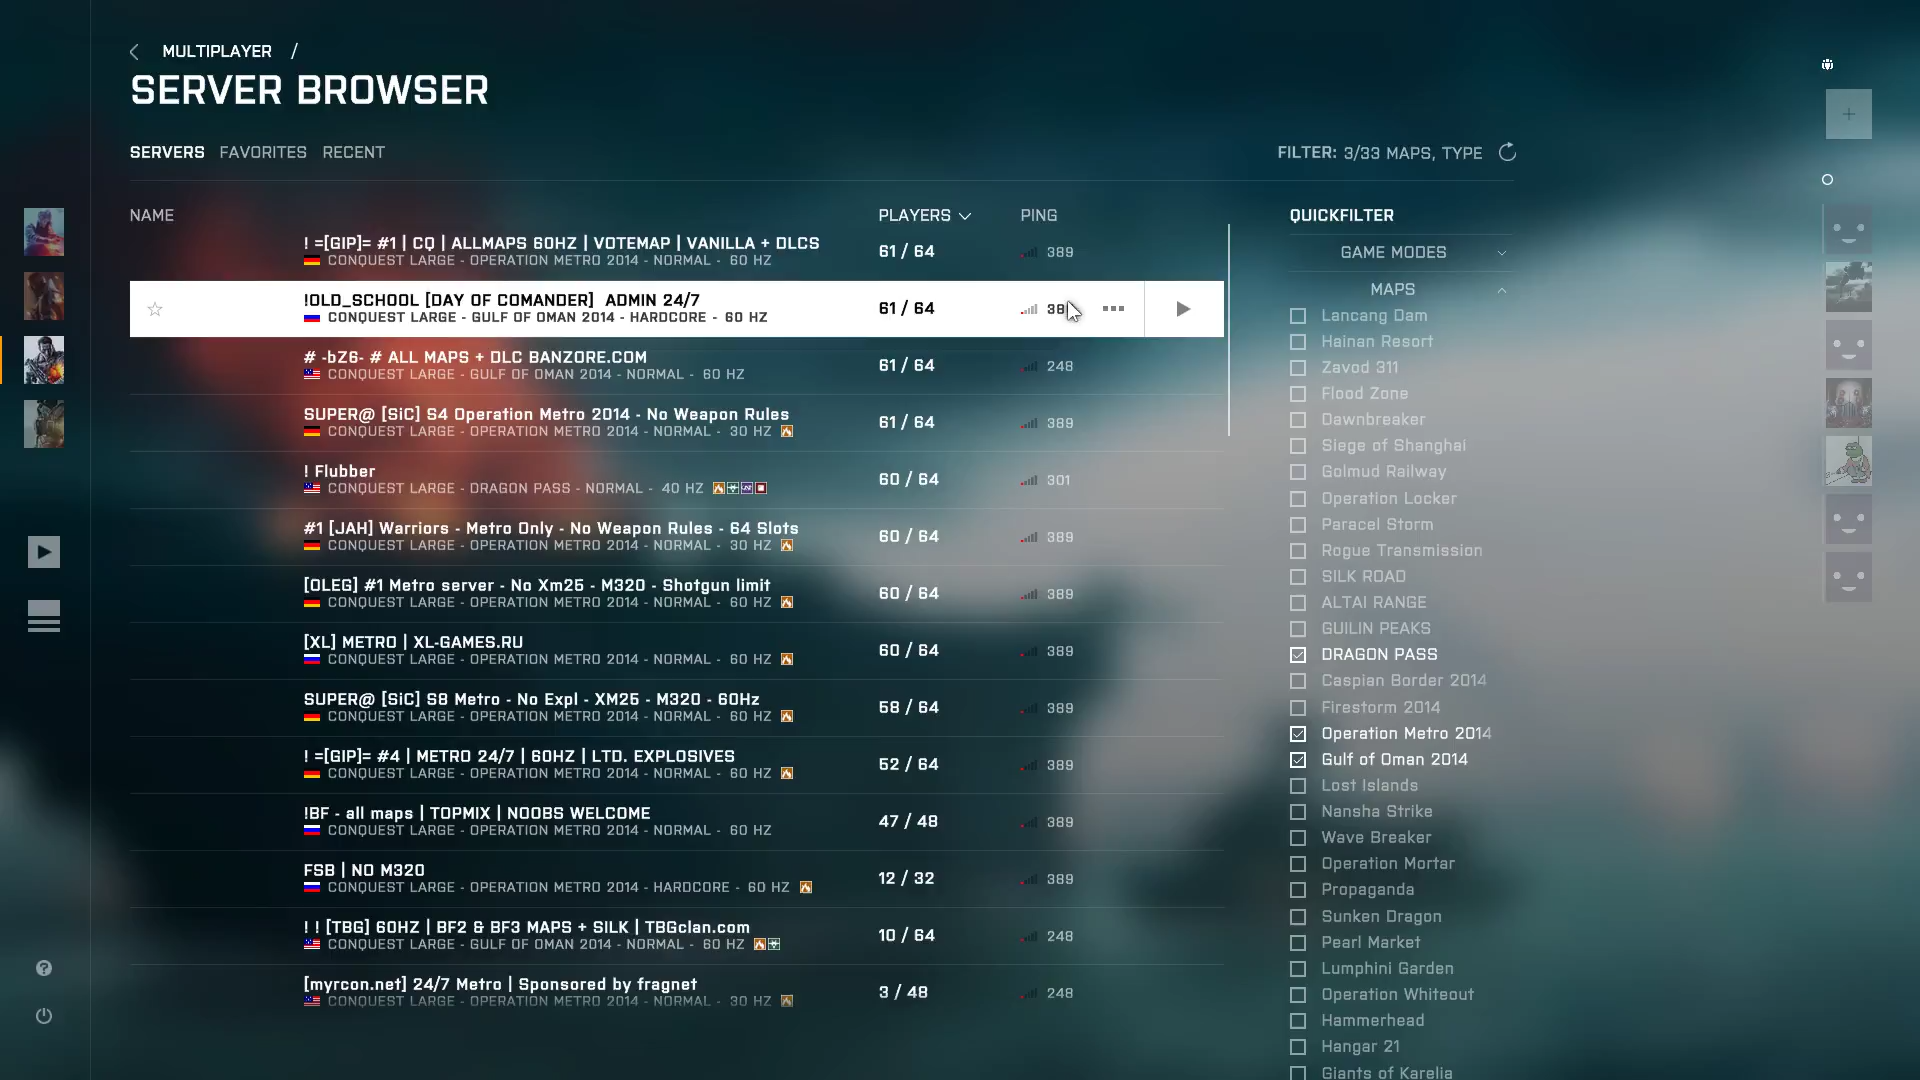 MULTIPLAYER /
SERVER BROWSER
SERVERS FAVORITES RECENT
FILTER: 3/33 MAPS, TYPE
NAME PLAYERS PING
! =[GIP]= #1 | CQ | ALLMAPS 60HZ | VOTEMAP | VANILLA + DLCS
CONQUEST LARGE - OPERATION METRO 2014 - NORMAL - 60 HZ
61 / 64 389
!OLD_SCHOOL [DAY OF COMANDER] ADMIN 24/7
CONQUEST LARGE - GULF OF OMAN 2014 - HARDCORE - 60 HZ
61 / 64
# -bZ6- # ALL MAPS + DLC BANZORE.COM
CONQUEST LARGE - GULF OF OMAN 2014 - NORMAL - 60 HZ
61 / 64 248
SUPER@ [SiC] S4 Operation Metro 2014 - No Weapon Rules
CONQUEST LARGE - OPERATION METRO 2014 - NORMAL - 30 HZ
61 / 64 389
! Flubber
CONQUEST LARGE - DRAGON PASS - NORMAL - 40 HZ
60 / 64 301
#1 [JAH] Warriors - Metro Only - No Weapon Rules - 64 Slots
CONQUEST LARGE - OPERATION METRO 2014 - NORMAL - 30 HZ
60 / 64 389
[OLEG] #1 Metro server - No Xm25 - M320 - Shotgun limit
CONQUEST LARGE - OPERATION METRO 2014 - NORMAL - 60 HZ
60 / 64 389
[XL] METRO | XL-GAMES.RU
CONQUEST LARGE - OPERATION METRO 2014 - NORMAL - 60 HZ
60 / 64 389
SUPER@ [SiC] S8 Metro - No Expl - XM25 - M320 - 60Hz
CONQUEST LARGE - OPERATION METRO 2014 - NORMAL - 60 HZ
58 / 64 389
! =[GIP]= #4 | METRO 24/7 | 60HZ | LTD. EXPLOSIVES
CONQUEST LARGE - OPERATION METRO 2014 - NORMAL - 60 HZ
52 / 64 389
!BF - all maps | TOPMIX | NOOBS WELCOME
CONQUEST LARGE - OPERATION METRO 2014 - NORMAL - 60 HZ
47 / 48 389
FSB | NO M320
CONQUEST LARGE - OPERATION METRO 2014 - HARDCORE - 60 HZ
12 / 32 389
! ! [TBG] 60HZ | BF2 & BF3 MAPS + SILK | TBGclan.com
CONQUEST LARGE - GULF OF OMAN 2014 - NORMAL - 60 HZ
10 / 64 248
[myrcon.net] 24/7 Metro | Sponsored by fragnet
CONQUEST LARGE - OPERATION METRO 2014 - NORMAL - 30 HZ
3 / 48 248
QUICKFILTER
GAME MODES
MAPS
Lancang Dam
Hainan Resort
Zavod 311
Flood Zone
Dawnbreaker
Siege of Shanghai
Golmud Railway
Operation Locker
Paracel Storm
Rogue Transmission
SILK ROAD
ALTAI RANGE
GUILIN PEAKS
DRAGON PASS
Caspian Border 2014
Firestorm 2014
Operation Metro 2014
Gulf of Oman 2014
Lost Islands
Nansha Strike
Wave Breaker
Operation Mortar
Propaganda
Sunken Dragon
Pearl Market
Lumphini Garden
Operation Whiteout
Hammerhead
Hangar 21
Giants of Karelia